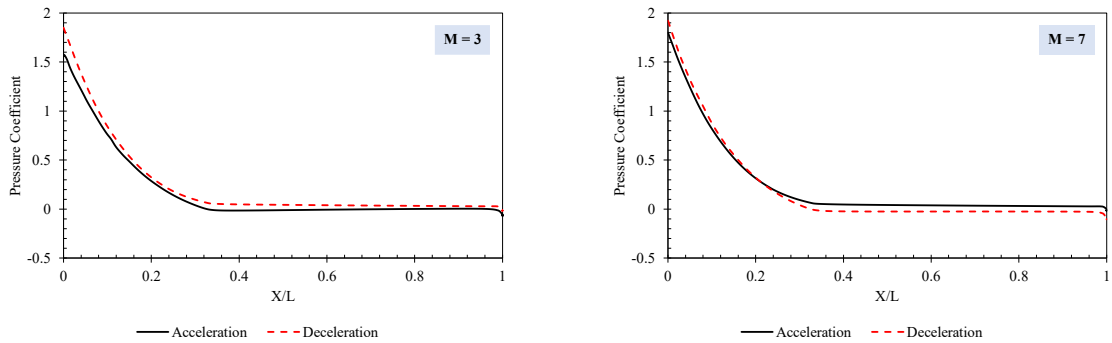 2
1.5
1
0.5
0
-0.5
Pressure Coefficient
M = 3
0
0.2
0.4
0.6
0.8
1
X/L
Acceleration
Deceleration
2
1.5
1
0.5
0
-0.5
Pressure Coefficient
M = 7
0
0.2
0.4
0.6
0.8
1
X/L
Acceleration
Deceleration